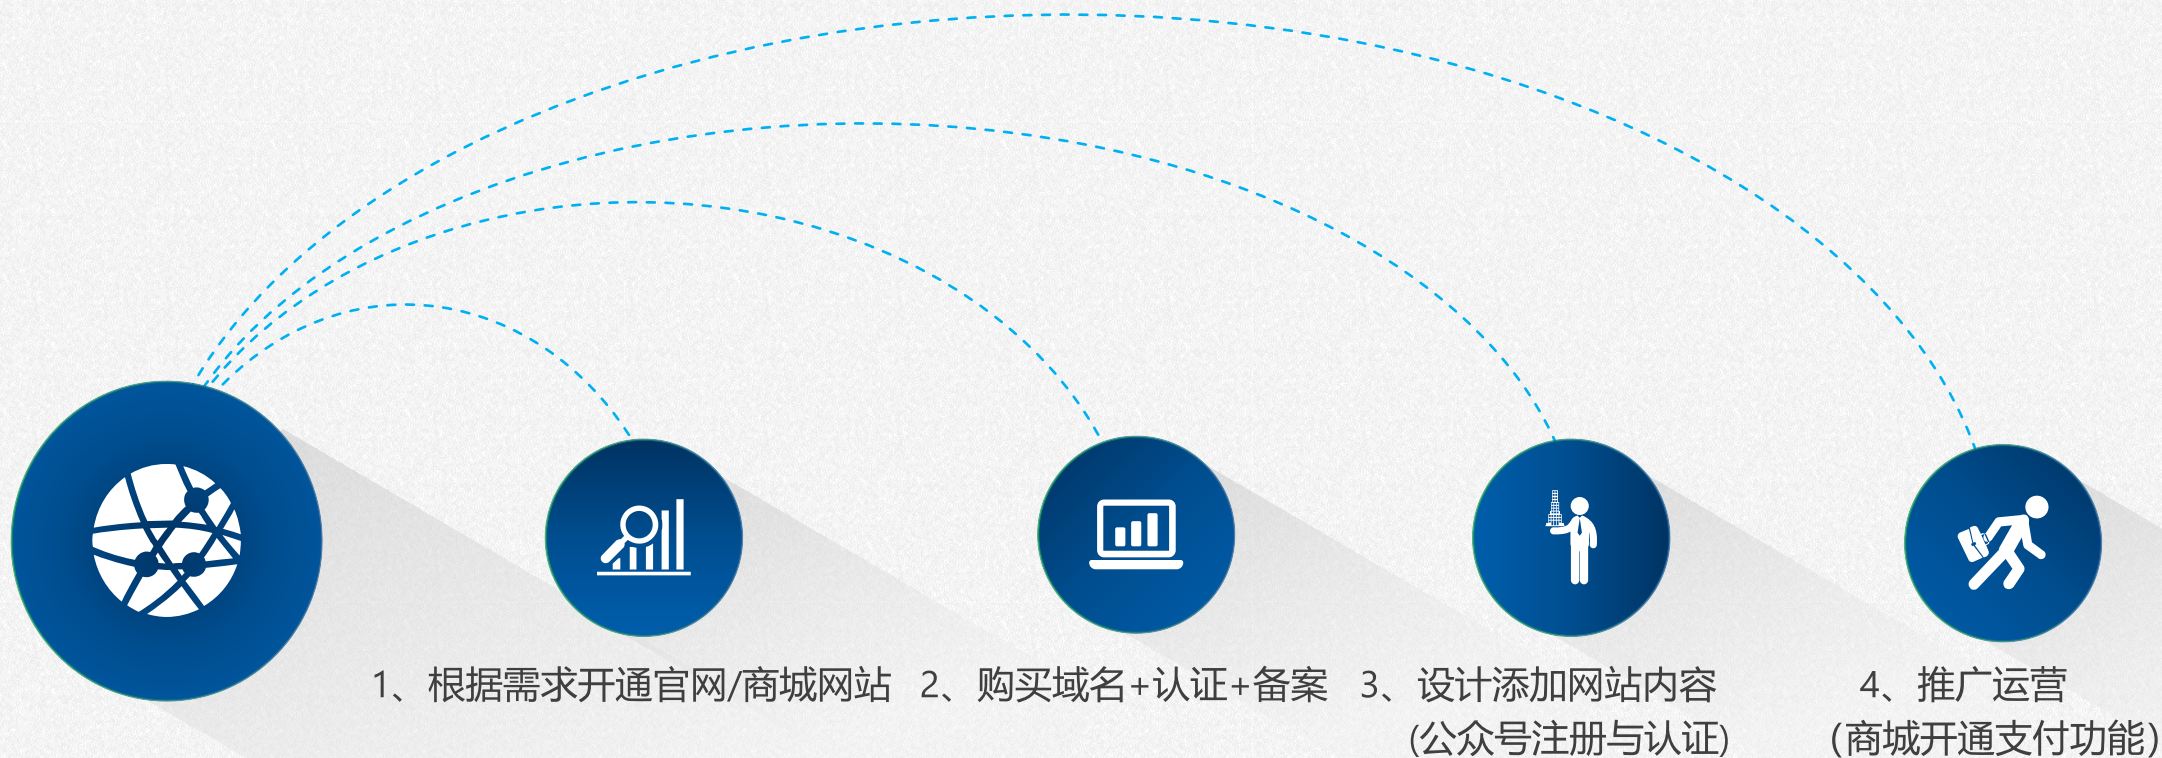 1、根据需求开通官网/商城网站
2、购买域名+认证+备案
3、设计添加网站内容
(公众号注册与认证)
4、推广运营
(商城开通支付功能)